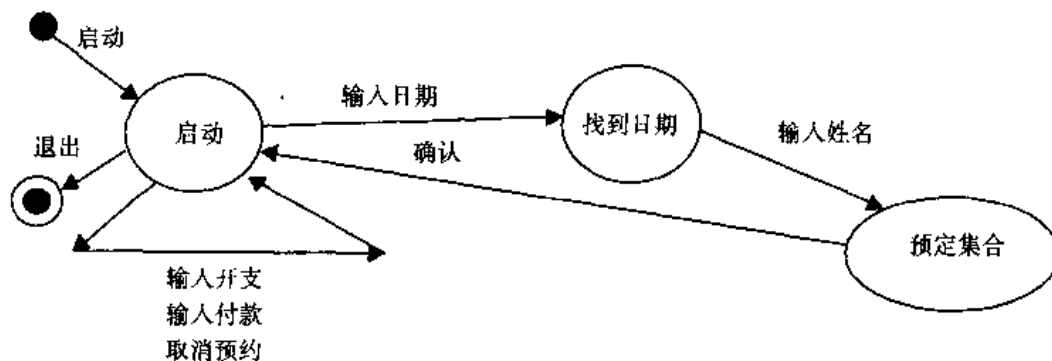 启动
启动
输入日期
找到日期
输入姓名
退出
确认
预定集合
输入开支
输入付款
取消预约